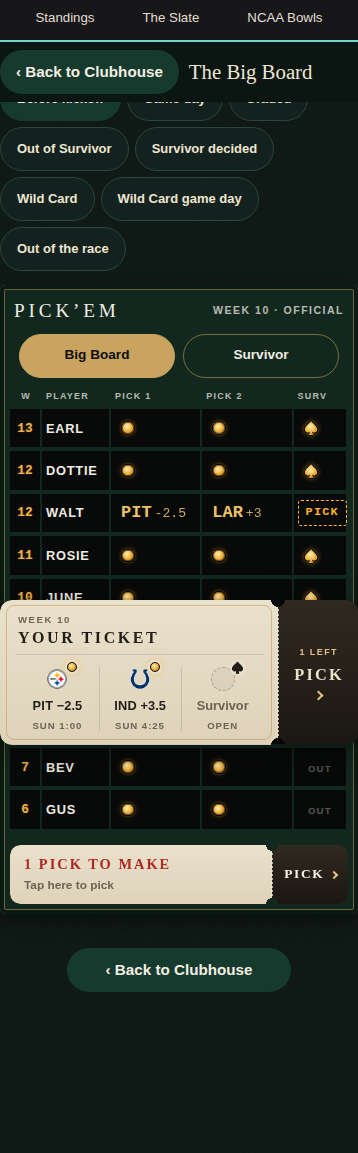 Standings The Slate NCAA Bowls
‹ Back to Clubhouse The Big Board
Before kickoff Game day Graded
Out of Survivor Survivor decided
Wild Card Wild Card game day
Out of the race
PICK’EM WEEK 10 · OFFICIAL
Big Board Survivor
W PLAYER PICK 1 PICK 2 SURV
13 EARL
12 DOTTIE
12 WALT PIT -2.5 LAR +3 PICK
11 ROSIE
10 JUNE
WEEK 10
YOUR TICKET
1 LEFT
PICK ›
PIT −2.5 IND +3.5 Survivor
SUN 1:00 SUN 4:25 OPEN
7 BEV OUT
6 GUS OUT
1 PICK TO MAKE
Tap here to pick
PICK ›
‹ Back to Clubhouse